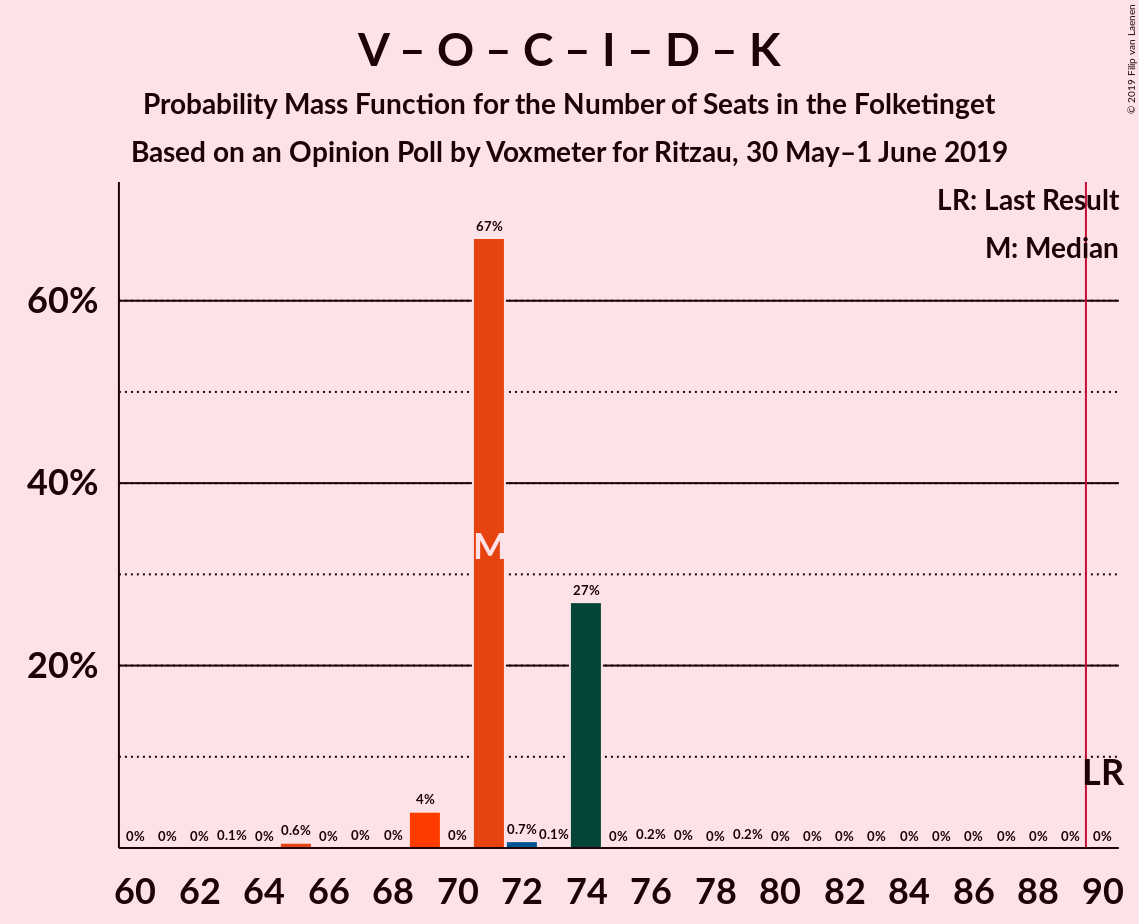 V – O – C – I – D – K
Probability Mass Function for the Number of Seats in the Folketinget
Based on an Opinion Poll by Voxmeter for Ritzau, 30 May–1 June 2019
© 2019 Filip van Laenen
LR: Last Result
M: Median
60%
40%
20%
67%
M
27%
LR
4%
0% 0% 0% 0.1% 0% 0.6% 0% 0% 0% 0% 0.7% 0.1% 0% 0.2% 0% 0% 0.2% 0% 0% 0% 0% 0% 0% 0% 0% 0% 0% 0%
60 62 64 66 68 70 72 74 76 78 80 82 84 86 88 90